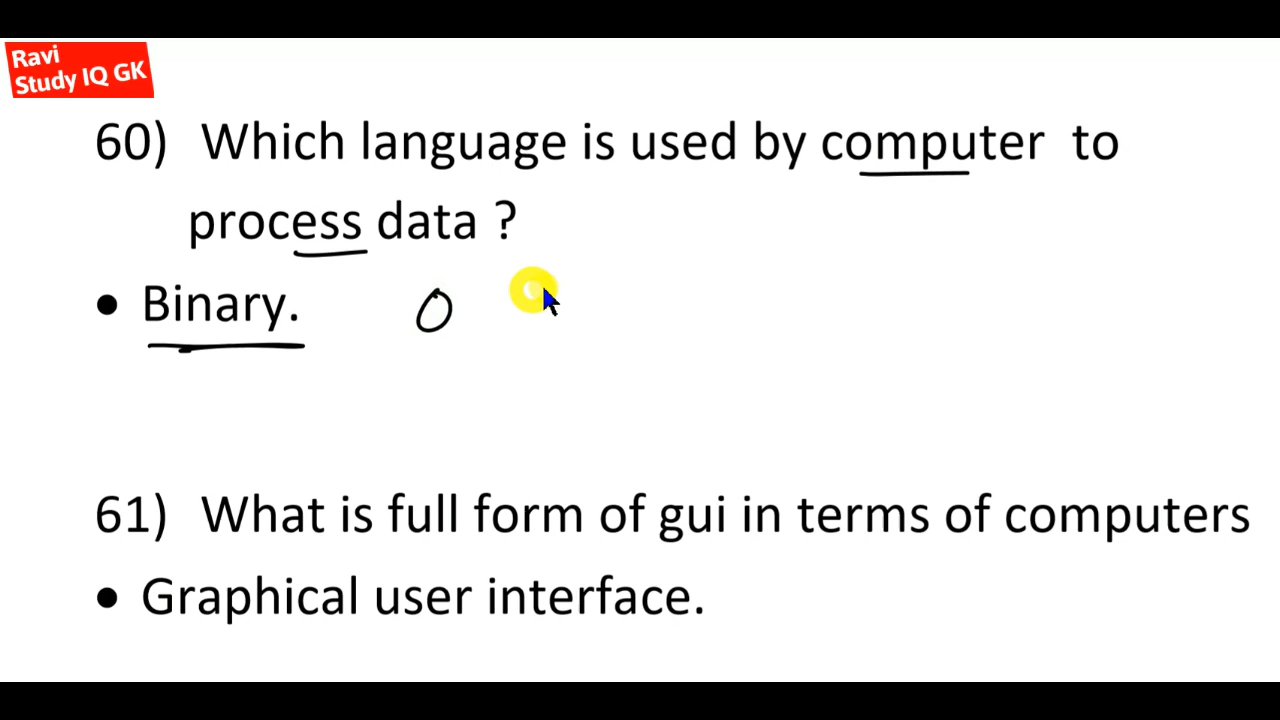 Ravi
Study IQ GK
60) Which language is used by computer to
process data ?
• Binary. 0
61) What is full form of gui in terms of computers
• Graphical user interface.